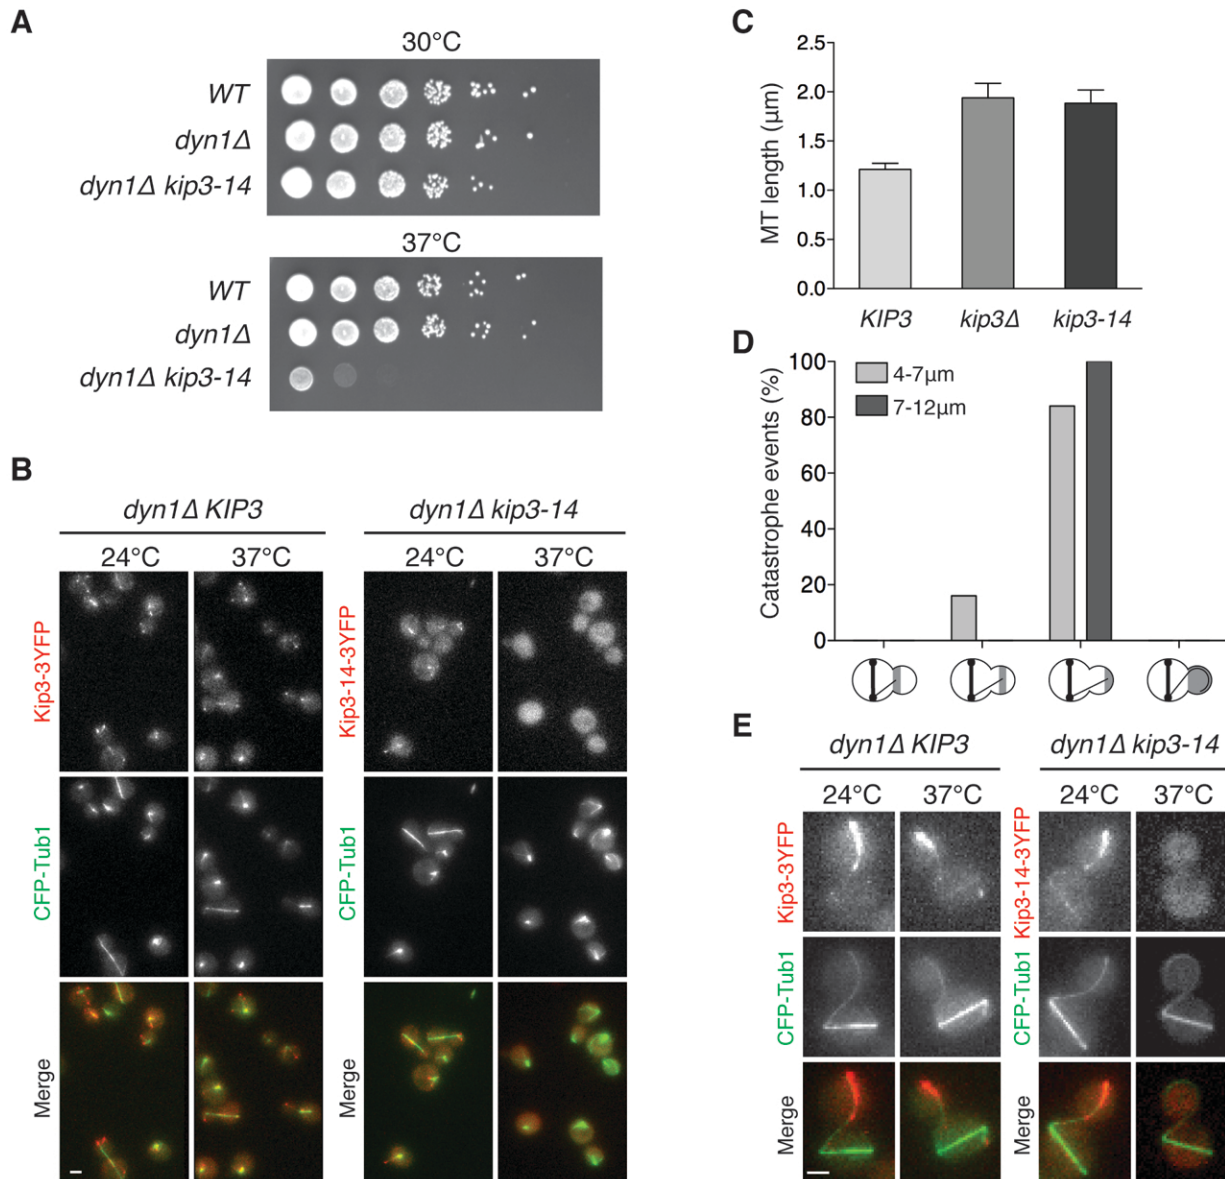 A
30°C
WT
dyn1Δ
dyn1Δ kip3-14
37°C
WT
dyn1Δ
dyn1Δ kip3-14
B
dyn1Δ KIP3
dyn1Δ kip3-14
24°C 37°C
24°C 37°C
Kip3-3YFP
Kip3-14-3YFP
CFP-Tub1
CFP-Tub1
Merge
Merge
C
MT length (μm)
2.5
2.0
1.5
1.0
0.5
0.0
KIP3 kip3Δ kip3-14
D
Catastrophe events (%)
100
80
60
40
20
0
4-7μm
7-12μm
E
dyn1Δ KIP3
dyn1Δ kip3-14
24°C 37°C
24°C 37°C
Kip3-3YFP
Kip3-14-3YFP
CFP-Tub1
CFP-Tub1
Merge
Merge